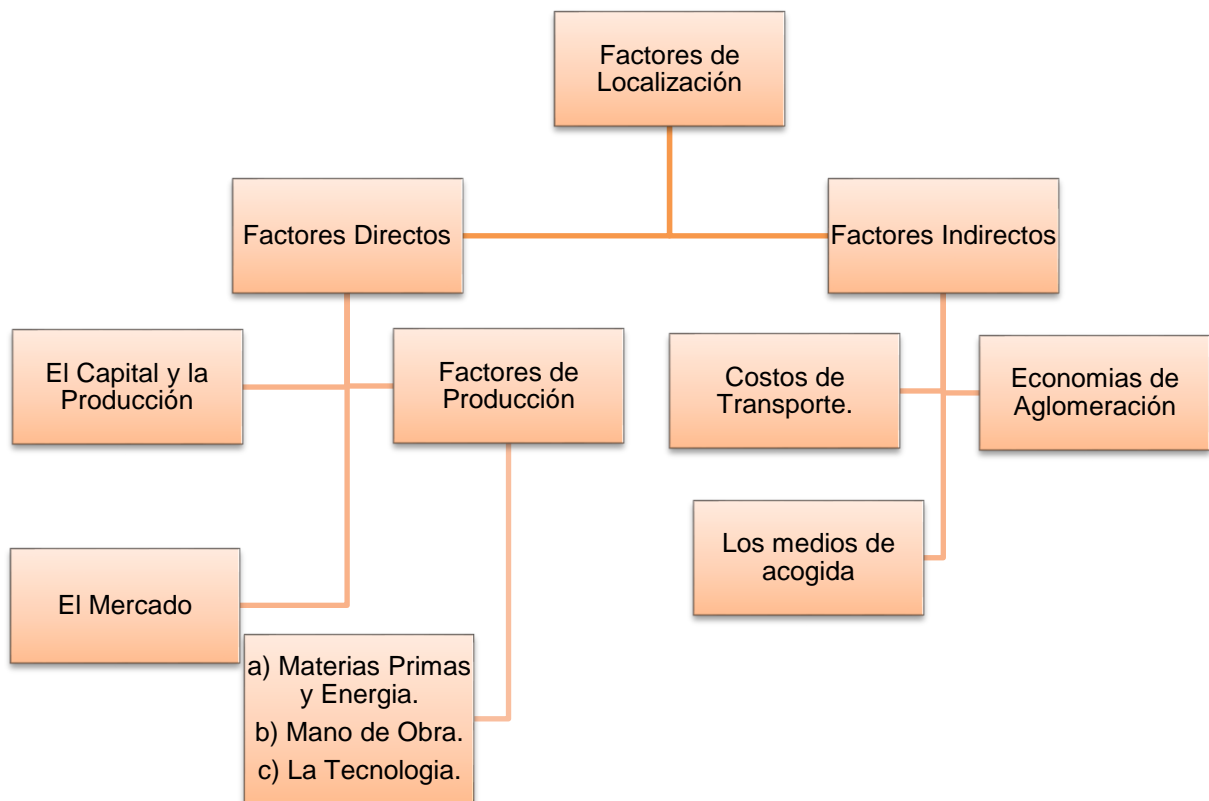 Factores de
Localización
Factores Directos
Factores Indirectos
El Capital y la
Producción
Factores de
Producción
Costos de
Transporte.
Economias de
Aglomeración
Los medios de
acogida
El Mercado
a) Materias Primas
y Energia.
b) Mano de Obra.
c) La Tecnologia.